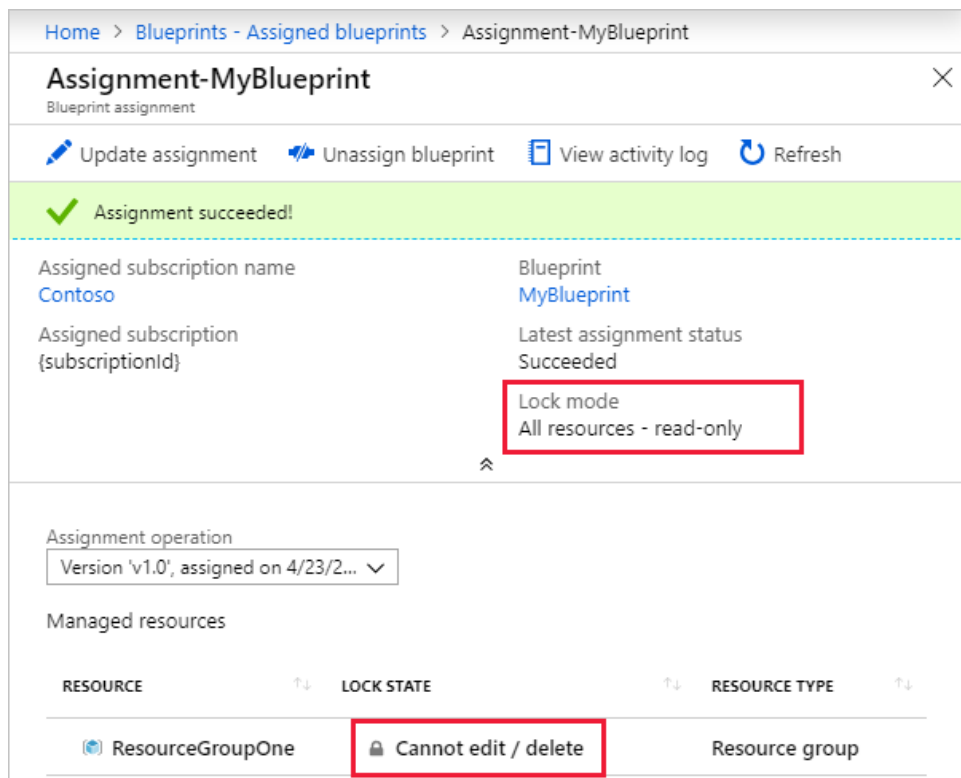 Home > Blueprints - Assigned blueprints > Assignment-MyBlueprint
Assignment-MyBlueprint
Blueprint assignment
Update assignment Unassign blueprint View activity log Refresh
Assignment succeeded!
Assigned subscription name
Contoso
Blueprint
MyBlueprint
Assigned subscription
{subscriptionId}
Latest assignment status
Succeeded
Lock mode
All resources - read-only
Assignment operation
Version 'v1.0', assigned on 4/23/2...
Managed resources
RESOURCE LOCK STATE RESOURCE TYPE
ResourceGroupOne Cannot edit / delete Resource group